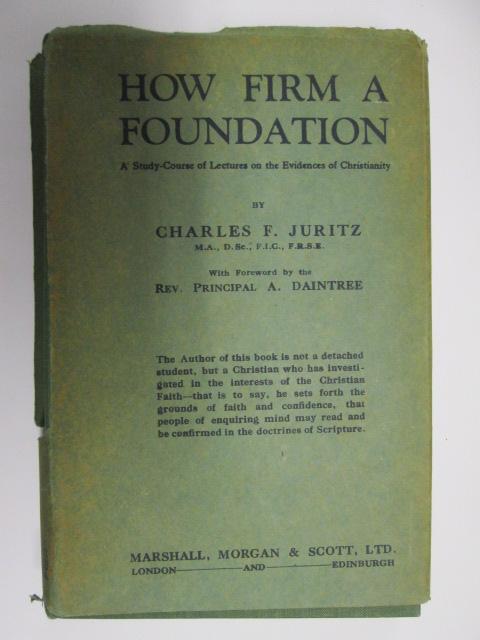 HOW FIRM A
FOUNDATION
A Study-Course of Lectures on the Evidences of Christianity
BY
CHARLES F. JURITZ
M.A., D.Sc., F.I.C., F.R.S.E.
With Foreword by the
REV. PRINCIPAL A. DAINTREE
The Author of this book is not a detached
student, but a Christian who has investi-
gated in the interests of the Christian
Faith—that is to say, he sets forth the
grounds of faith and confidence, that
people of enquiring mind may read and
be confirmed in the doctrines of Scripture.
MARSHALL, MORGAN & SCOTT, LTD.
LONDON—AND—EDINBURGH